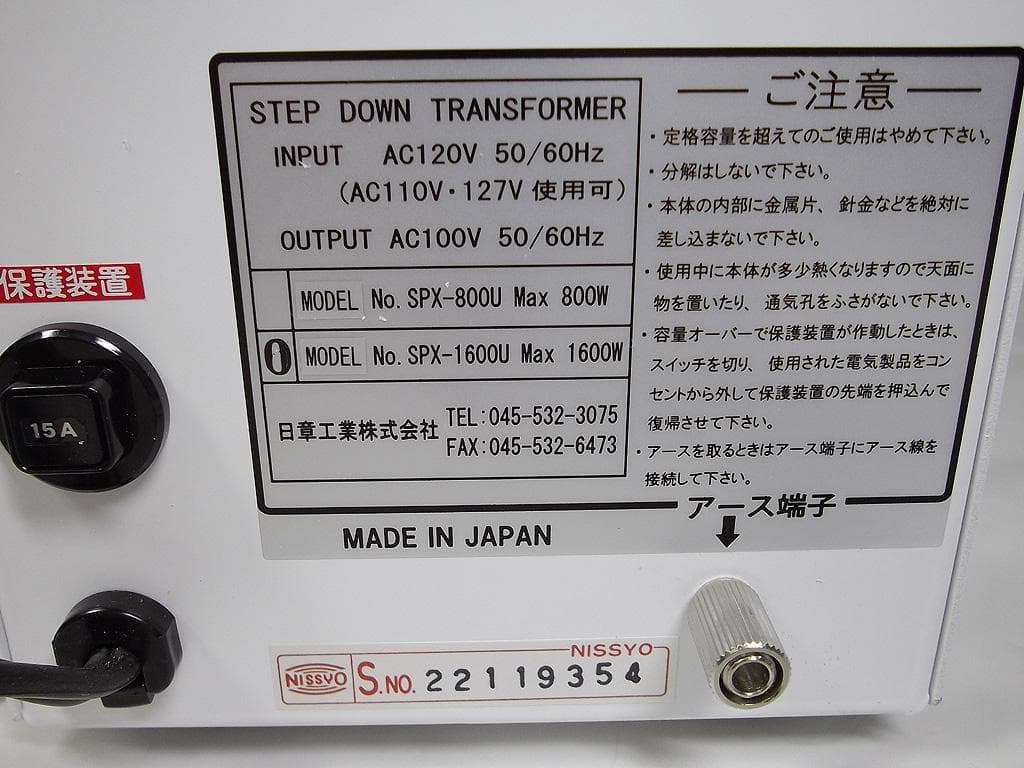 STEP DOWN TRANSFORMER
INPUT AC120V 50/60Hz
(AC110V・127V 使用可)
OUTPUT AC100V 50/60Hz
MODEL No. SPX-800U Max 800W
0 MODEL No. SPX-1600U Max 1600W
日章工業株式会社
TEL:045-532-3075
FAX:045-532-6473
ご注意
・定格容量を超えてのご使用はやめて下さい。
・分解はしないで下さい。
・本体の内部に金属片、針金などを絶対に
差し込まないで下さい。
・使用中に本体が多少熱くなりますので天面に
物を置いたり、通気孔をふさがないで下さい。
・容量オーバーで保護装置が作動したときは、
スイッチを切り、使用された電気製品をコン
セントから外して保護装置の先端を押込んで
復帰させて下さい。
・アースを取るときはアース端子にアース線を
接続して下さい。
アース端子
MADE IN JAPAN
保護装置
15A
NISSYO
NISSYO S.NO. 22119354